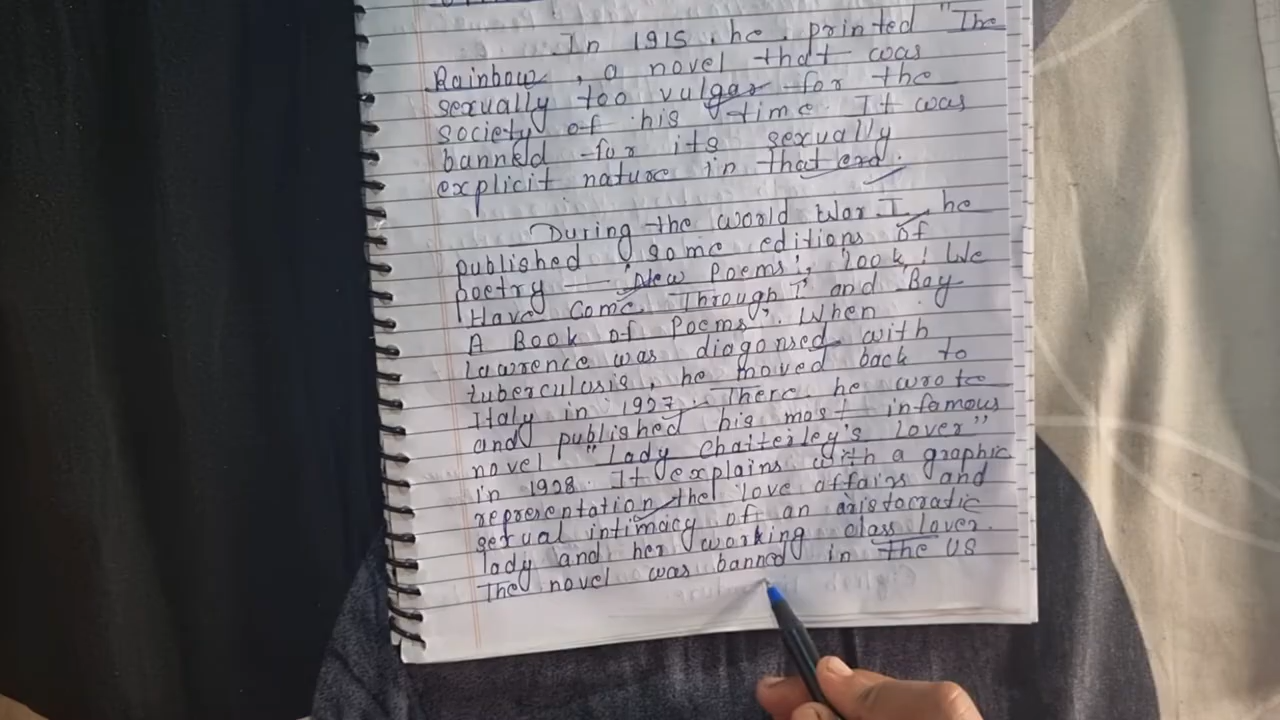 In 1915, he printed "The
Rainbow, a novel that was
sexually too vulgar for the
society of his time. It was
banned for its sexually
explicit nature in that era.
During the world War I, he
published some editions of
poetry — 'New Poems', 'Look! We
Have Come Through!' and 'Bay
A Book of Poems'. When
Lawrence was diagonsed with
tuberculosis, he moved back to
Italy in 1927. There he wrote
and published his most infamous
novel "Lady Chatterley's Lover"
in 1928. It explains with a graphic
representation the love affairs and
sexual intimacy of an aristocratic
lady and her working class lover.
The novel was banned in the US